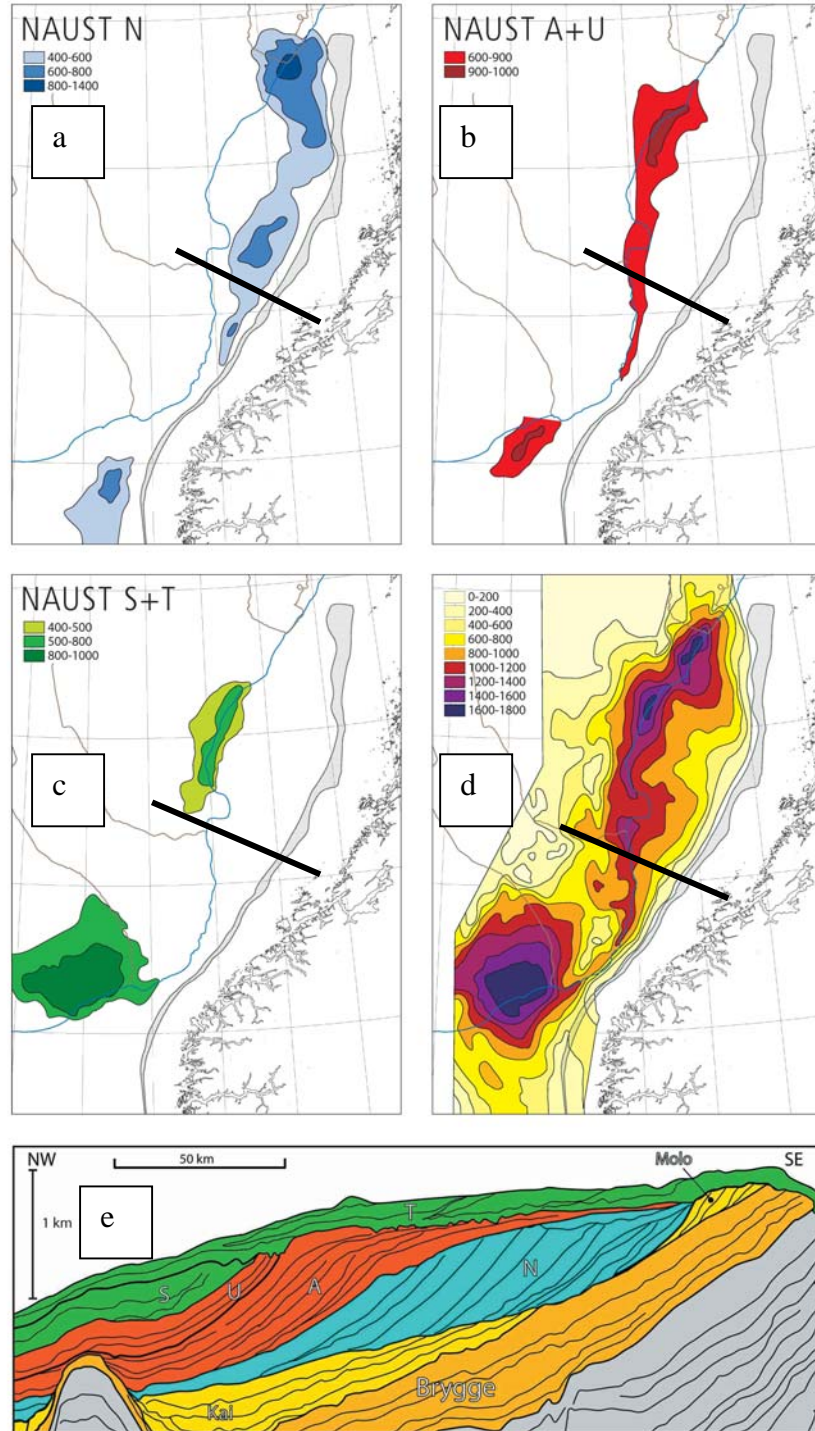 NAUST N
400-600
600-800
800-1400
a
NAUST A+U
600-900
900-1000
b
NAUST S+T
400-500
500-800
800-1000
c
0-200
200-400
400-600
600-800
800-1000
1000-1200
1200-1400
1400-1600
1600-1800
d
NW
50 km
Molo
SE
1 km
e
T
S
U
A
N
Kai
Brygge